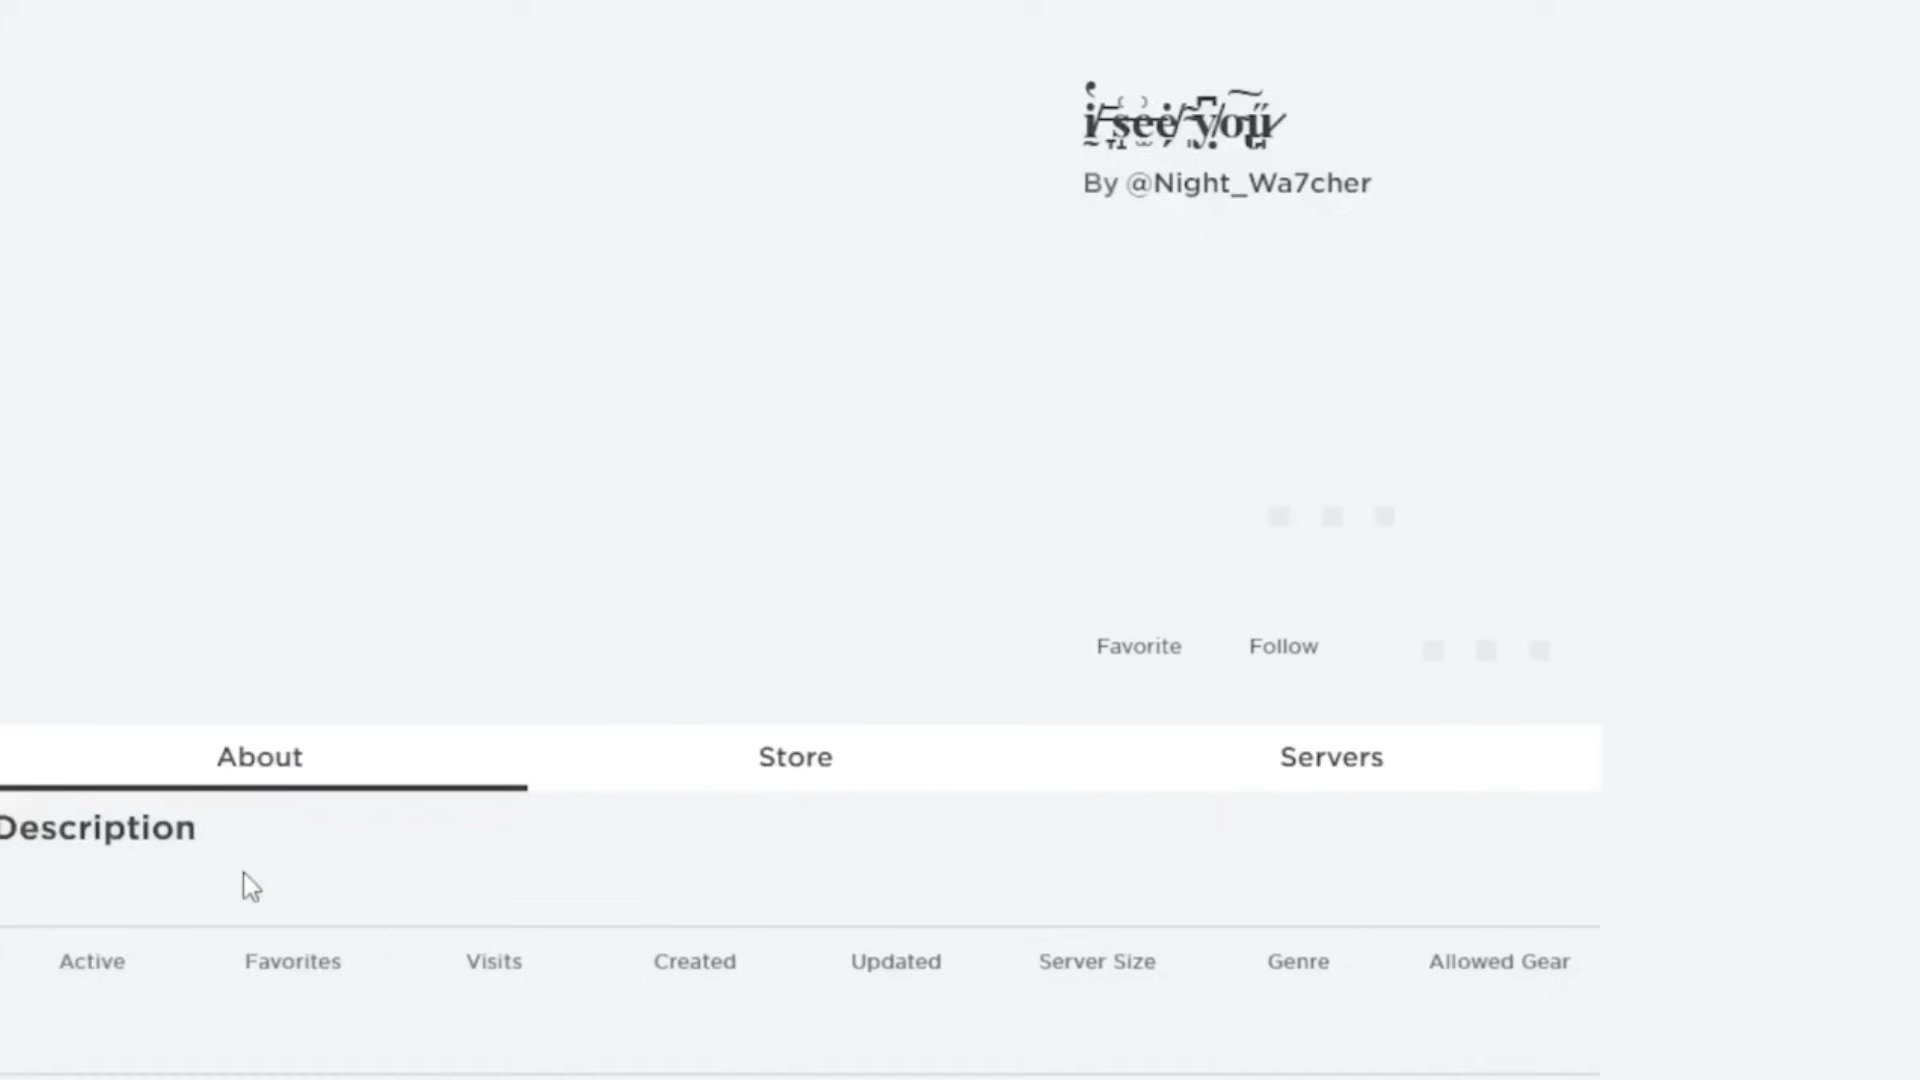 i see you
By @Night_Wa7cher
Favorite Follow
About Store Servers
Description
Active Favorites Visits Created Updated Server Size Genre Allowed Gear